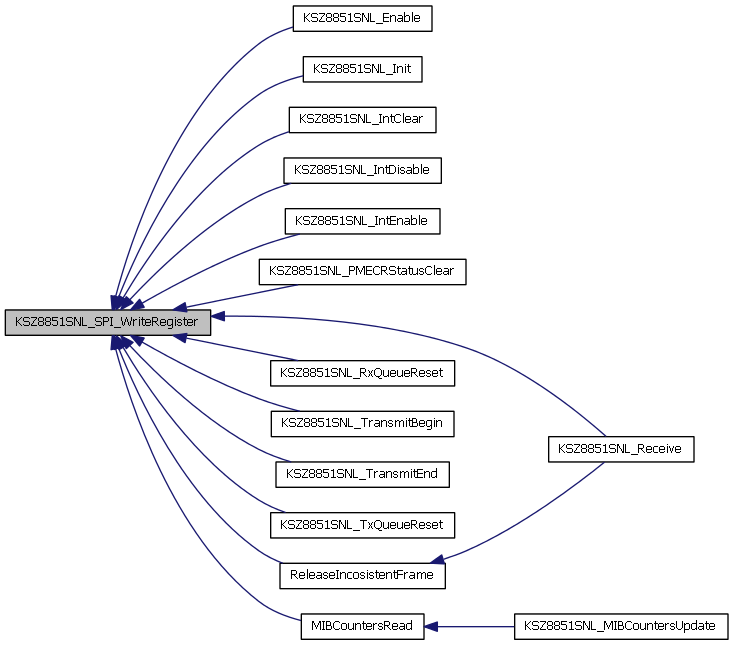 KSZ8851SNL_Enable
KSZ8851SNL_Init
KSZ8851SNL_IntClear
KSZ8851SNL_IntDisable
KSZ8851SNL_IntEnable
KSZ8851SNL_PMECRStatusClear
KSZ8851SNL_SPI_WriteRegister
KSZ8851SNL_RxQueueReset
KSZ8851SNL_TransmitBegin
KSZ8851SNL_Receive
KSZ8851SNL_TransmitEnd
KSZ8851SNL_TxQueueReset
ReleaseIncosistentFrame
MIBCountersRead
KSZ8851SNL_MIBCountersUpdate